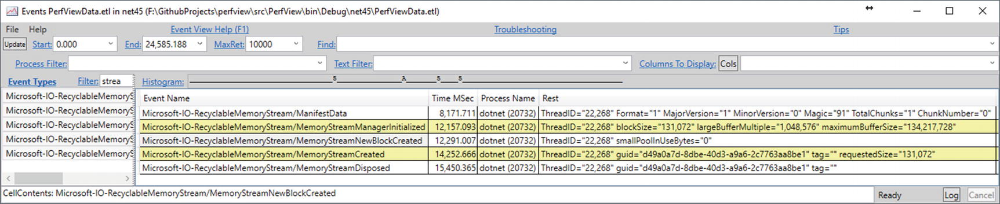 Events PerfViewData.etl in net45 (F:\GithubProjects\perfview\src\PerfView\bin\Debug\net45\PerfViewData.etl)
File Help Event View Help (F1) Troubleshooting Tips
Update Start: 0.000 End: 24,585.188 MaxRet: 10000 Find:
Process Filter: Text Filter: Columns To Display: Cols
Event Types Filter: strea Histogram: 5 A 5 5
Event Name Time MSec Process Name Rest
Microsoft-IO-RecyclableMemoryS
Microsoft-IO-RecyclableMemoryS
Microsoft-IO-RecyclableMemoryS
Microsoft-IO-RecyclableMemoryS
Microsoft-IO-RecyclableMemoryS
Microsoft-IO-RecyclableMemoryStream/ManifestData 8,171.711 dotnet (20732) ThreadID="22,268" Format="1" MajorVersion="1" MinorVersion="0" Magic="91" TotalChunks="1" ChunkNumber="0"
Microsoft-IO-RecyclableMemoryStream/MemoryStreamManagerInitialized 12,157.093 dotnet (20732) ThreadID="22,268" blockSize="131,072" largeBufferMultiple="1,048,576" maximumBufferSize="134,217,728"
Microsoft-IO-RecyclableMemoryStream/MemoryStreamNewBlockCreated 12,291.007 dotnet (20732) ThreadID="22,268" smallPoolInUseBytes="0"
Microsoft-IO-RecyclableMemoryStream/MemoryStreamCreated 14,252.666 dotnet (20732) ThreadID="22,268" guid="d49a0a7d-8dbe-40d3-a9a6-2c7763aa8be1" tag="" requestedSize="131,072"
Microsoft-IO-RecyclableMemoryStream/MemoryStreamDisposed 15,450.365 dotnet (20732) ThreadID="22,268" guid="d49a0a7d-8dbe-40d3-a9a6-2c7763aa8be1" tag=""
CellContents: Microsoft-IO-RecyclableMemoryStream/MemoryStreamNewBlockCreated Ready Log Cancel